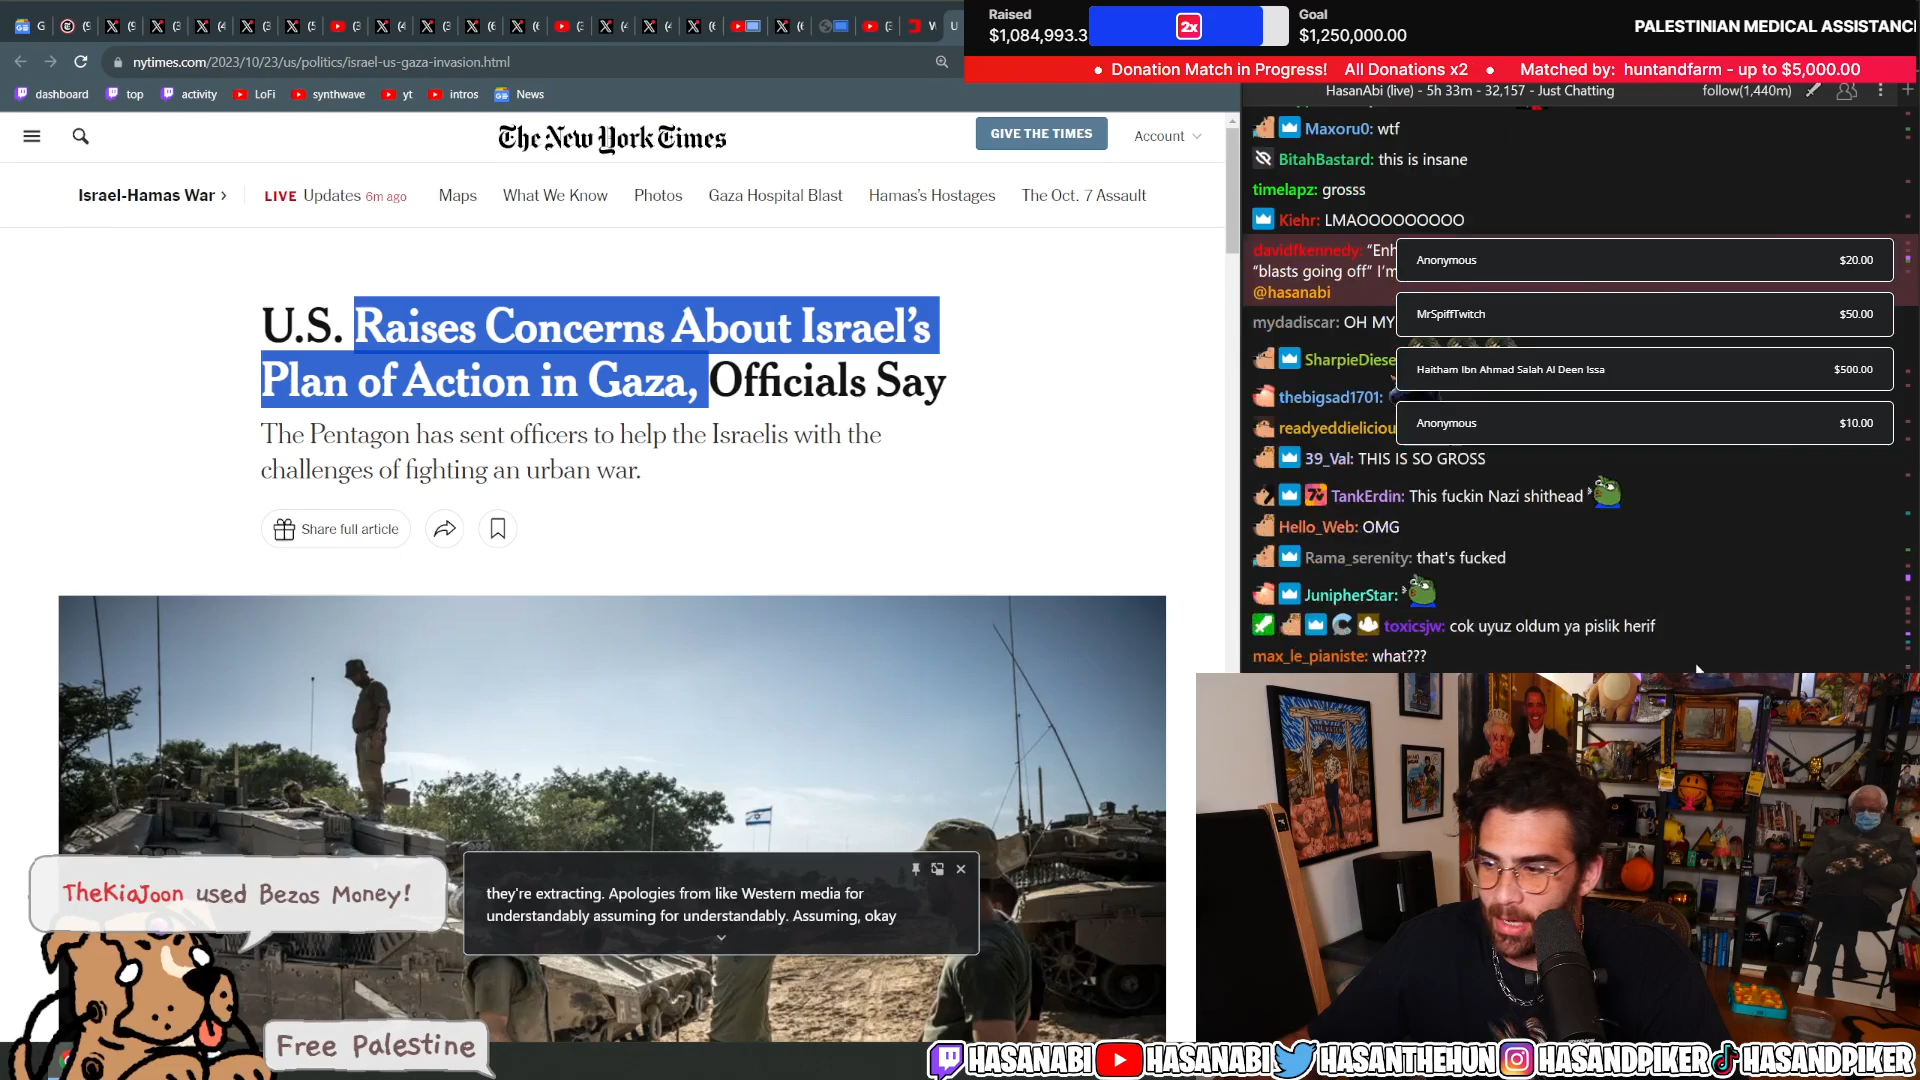 Raised
$1,084,993.3
2x
Goal
$1,250,000.00
PALESTINIAN MEDICAL ASSISTANC
• Donation Match in Progress! All Donations x2 • Matched by: huntandfarm - up to $5,000.00
nytimes.com/2023/10/23/us/politics/israel-us-gaza-invasion.html
dashboard top activity LoFi synthwave yt intros News
HasanAbi (live) - 5h 33m - 32,157 - Just Chatting
follow(1,440m)
The New York Times
GIVE THE TIMES
Account
Israel-Hamas War >
LIVE Updates 6m ago
Maps
What We Know
Photos
Gaza Hospital Blast
Hamas's Hostages
The Oct. 7 Assault
U.S. Raises Concerns About Israel's
Plan of Action in Gaza, Officials Say
The Pentagon has sent officers to help the Israelis with the
challenges of fighting an urban war.
Share full article
Maxoru0: wtf
BitahBastard: this is insane
timelapz: grosss
Kiehr: LMAOOOOOOOOO
davidfkennedy: “Enh
“blasts going off” I'm
@hasanabi
mydadiscar: OH MY
SharpieDiese
thebigsad1701:
readyeddieliciou
39_Val: THIS IS SO GROSS
TankErdin: This fuckin Nazi shithead
Hello_Web: OMG
Rama_serenity: that's fucked
JunipherStar:
toxicsjw: cok uyuz oldum ya pislik herif
max_le_pianiste: what???
Anonymous $20.00
MrSpiffTwitch $50.00
Haitham Ibn Ahmad Salah Al Deen Issa $500.00
Anonymous $10.00
they're extracting. Apologies from like Western media for
understandably assuming for understandably. Assuming, okay
TheKiaJoon used Bezos Money!
Free Palestine
HASANABI HASANABI HASANTHEHUN HASANDPIKER HASANDPIKER